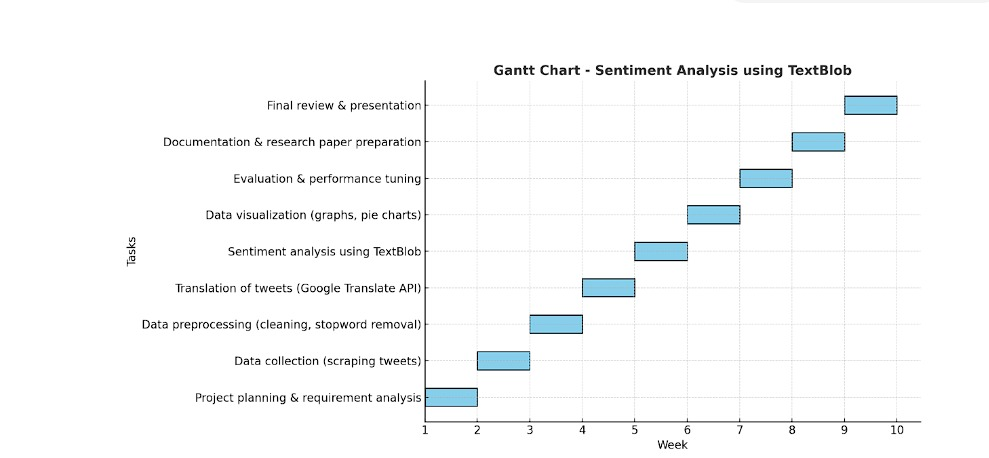 Gantt Chart - Sentiment Analysis using TextBlob
Final review & presentation
Documentation & research paper preparation
Evaluation & performance tuning
Data visualization (graphs, pie charts)
Tasks
Sentiment analysis using TextBlob
Translation of tweets (Google Translate API)
Data preprocessing (cleaning, stopword removal)
Data collection (scraping tweets)
Project planning & requirement analysis
1 2 3 4 5 6 7 8 9 10
Week